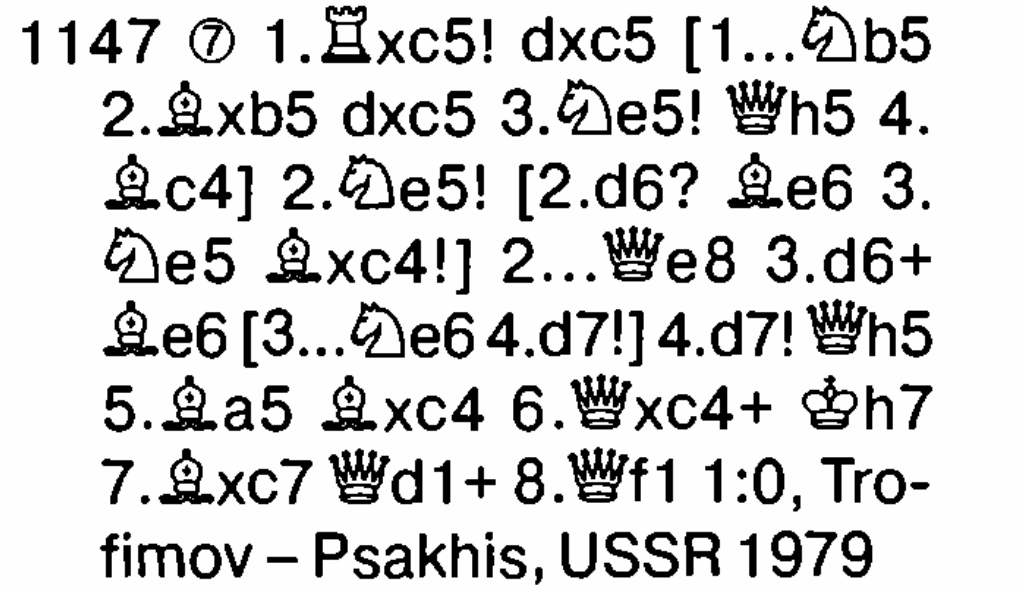 1147 ⑦ 1.♖xc5! dxc5 [1...♘b5
2.♗xb5 dxc5 3.♘e5! ♕h5 4.
♗c4] 2.♘e5! [2.d6? ♗e6 3.
♘e5 ♗xc4!] 2...♕e8 3.d6+
♗e6 [3...♘e6 4.d7!] 4.d7! ♕h5
5.♗a5 ♗xc4 6.♕xc4+ ♔h7
7.♗xc7 ♕d1+ 8.♕f1 1:0, Tro-
fimov – Psakhis, USSR 1979